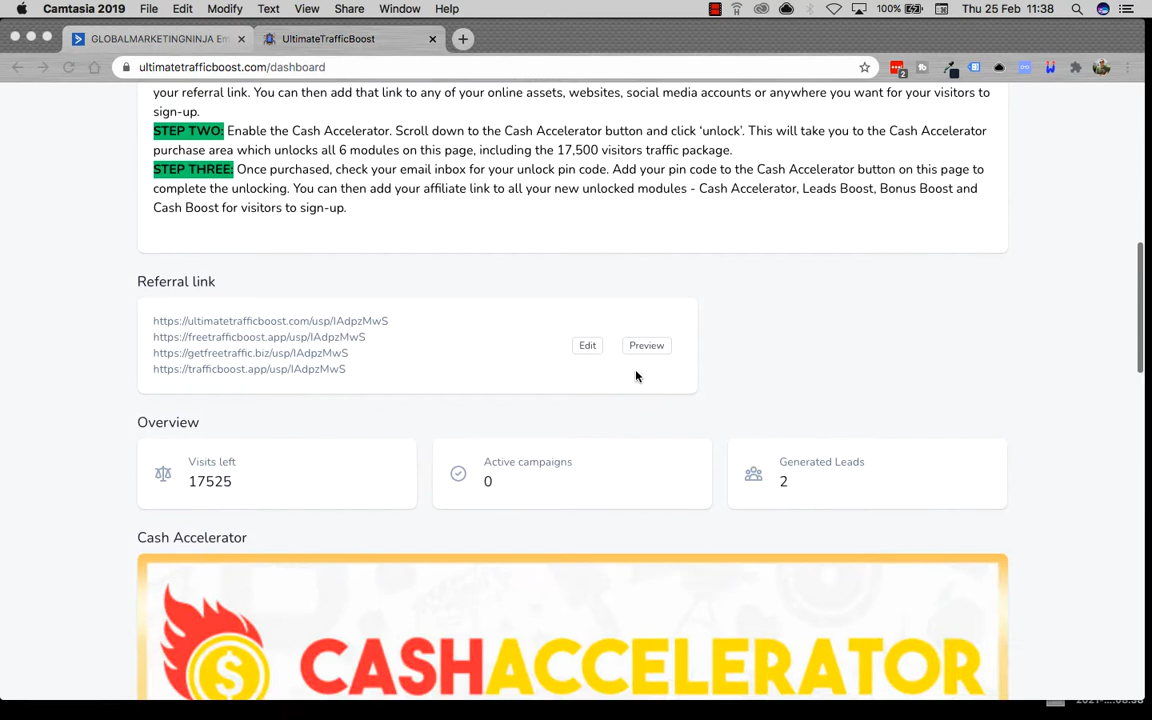 Camtasia 2019 File Edit Modify Text View Share Window Help 100% Thu 25 Feb 11:38
GLOBALMARKETINGNINJA Em UltimateTrafficBoost
ultimatetrafficboost.com/dashboard 2
your referral link. You can then add that link to any of your online assets, websites, social media accounts or anywhere you want for your visitors to
sign-up.
STEP TWO: Enable the Cash Accelerator. Scroll down to the Cash Accelerator button and click ‘unlock’. This will take you to the Cash Accelerator
purchase area which unlocks all 6 modules on this page, including the 17,500 visitors traffic package.
STEP THREE: Once purchased, check your email inbox for your unlock pin code. Add your pin code to the Cash Accelerator button on this page to
complete the unlocking. You can then add your affiliate link to all your new unlocked modules - Cash Accelerator, Leads Boost, Bonus Boost and
Cash Boost for visitors to sign-up.
Referral link
https://ultimatetrafficboost.com/usp/IAdpzMwS
https://freetrafficboost.app/usp/IAdpzMwS
https://getfreetraffic.biz/usp/IAdpzMwS
https://trafficboost.app/usp/IAdpzMwS
Edit Preview
Overview
Visits left
17525
Active campaigns
0
Generated Leads
2
Cash Accelerator
CASHACCELERATOR